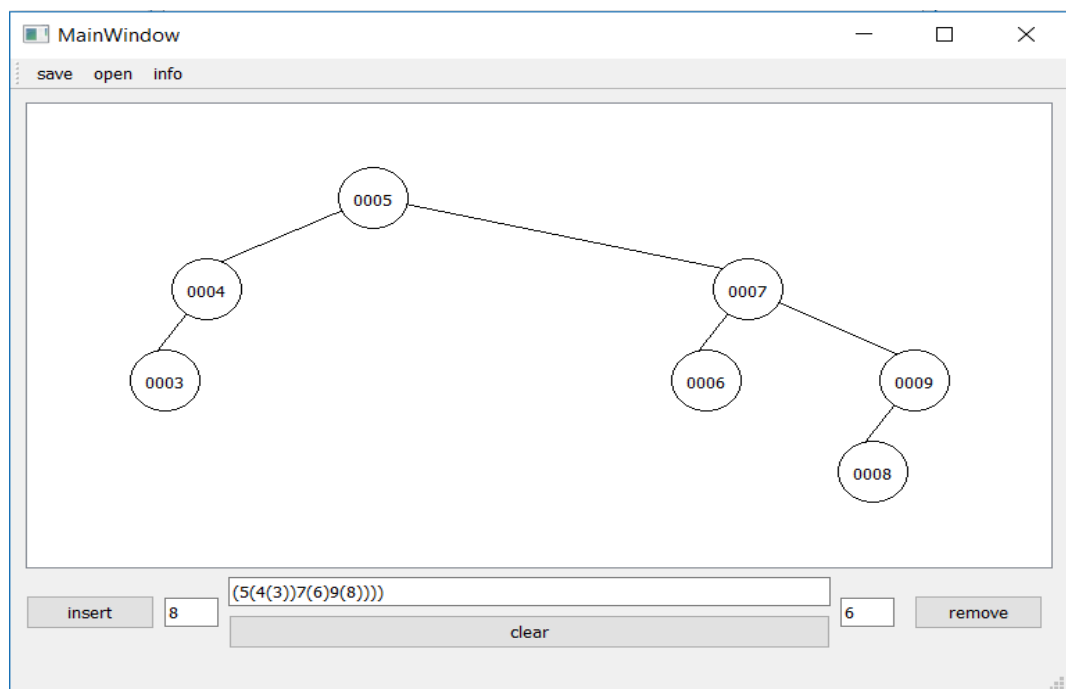 MainWindow
save open info
0005
0004 0007
0003 0006 0009
0008
(5(4(3))7(6)9(8))))
insert 8 6 remove
clear